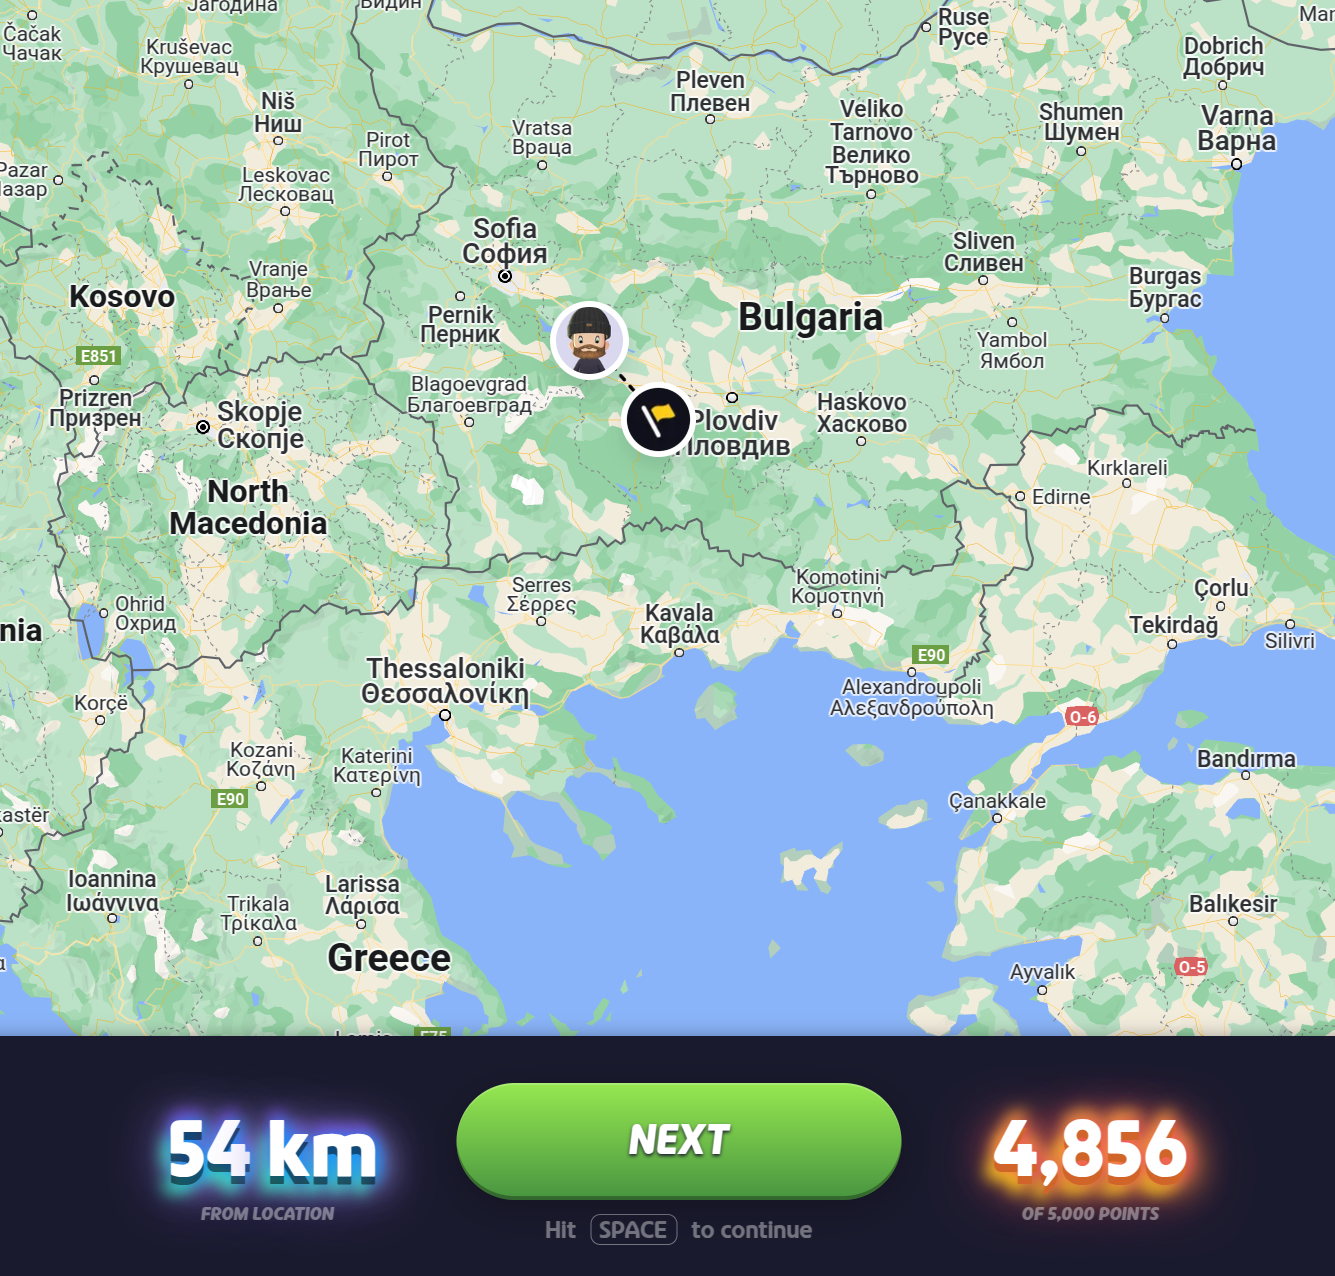 Јагодина
Видин
Čačak
Чачак
Kruševac
Крушевац
Ruse
Русе
Dobrich
Добрич
Pleven
Плевен
Niš
Ниш
Veliko
Tarnovo
Велико
Търново
Shumen
Шумен
Varna
Варна
Vratsa
Враца
Pirot
Пирот
Pazar
Leskovac
Лесковац
Sofia
София
Sliven
Сливен
Vranje
Врање
Burgas
Бургас
Kosovo
Pernik
Перник
Bulgaria
Yambol
Ямбол
E851
Prizren
Призрен
Blagoevgrad
Благоевград
Skopje
Скопје
Plovdiv
Пловдив
Haskovo
Хасково
Kırklareli
Edirne
North
Macedonia
Serres
Σέρρες
Komotini
Κομοτηνή
Çorlu
Ohrid
Охрид
Kavala
Καβάλα
Tekirdağ
Silivri
nia
E90
Thessaloniki
Θεσσαλονίκη
Alexandroupoli
Αλεξανδρούπολη
Korçë
O-6
Kozani
Κοζάνη
Katerini
Κατερίνη
Bandırma
E90
Çanakkale
kastër
Ioannina
Ιωάννινα
Larissa
Λάρισα
Trikala
Τρίκαλα
Balıkesir
Greece
Ayvalık
O-5
E75
54 km
FROM LOCATION
NEXT
Hit SPACE to continue
4,856
OF 5,000 POINTS